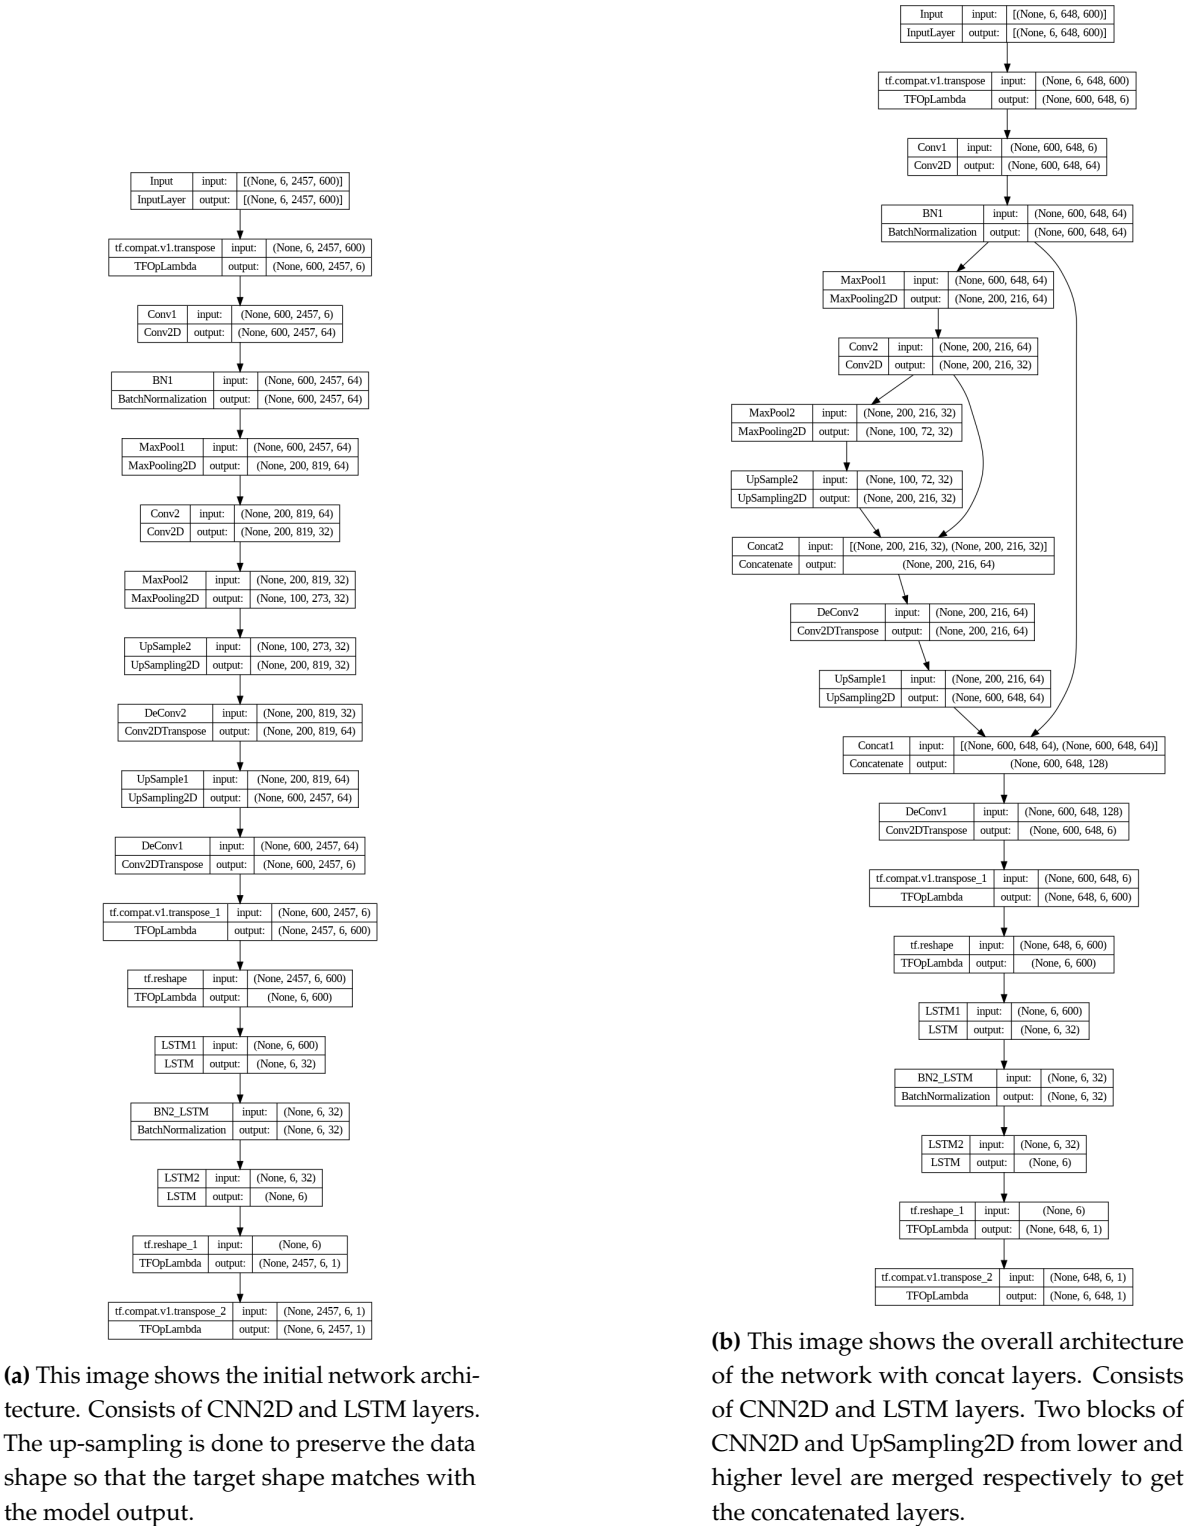 Input input: [(None, 6, 2457, 600)]
InputLayer output: [(None, 6, 2457, 600)]
tf.compat.v1.transpose input: (None, 6, 2457, 600)
TFOpLambda output: (None, 600, 2457, 6)
Conv1 input: (None, 600, 2457, 6)
Conv2D output: (None, 600, 2457, 64)
BN1 input: (None, 600, 2457, 64)
BatchNormalization output: (None, 600, 2457, 64)
MaxPool1 input: (None, 600, 2457, 64)
MaxPooling2D output: (None, 200, 819, 64)
Conv2 input: (None, 200, 819, 64)
Conv2D output: (None, 200, 819, 32)
MaxPool2 input: (None, 200, 819, 32)
MaxPooling2D output: (None, 100, 273, 32)
UpSample2 input: (None, 100, 273, 32)
UpSampling2D output: (None, 200, 819, 32)
DeConv2 input: (None, 200, 819, 32)
Conv2DTranspose output: (None, 200, 819, 64)
UpSample1 input: (None, 200, 819, 64)
UpSampling2D output: (None, 600, 2457, 64)
DeConv1 input: (None, 600, 2457, 64)
Conv2DTranspose output: (None, 600, 2457, 6)
tf.compat.v1.transpose_1 input: (None, 600, 2457, 6)
TFOpLambda output: (None, 2457, 6, 600)
tf.reshape input: (None, 2457, 6, 600)
TFOpLambda output: (None, 6, 600)
LSTM1 input: (None, 6, 600)
LSTM output: (None, 6, 32)
BN2_LSTM input: (None, 6, 32)
BatchNormalization output: (None, 6, 32)
LSTM2 input: (None, 6, 32)
LSTM output: (None, 6)
tf.reshape_1 input: (None, 6)
TFOpLambda output: (None, 2457, 6, 1)
tf.compat.v1.transpose_2 input: (None, 2457, 6, 1)
TFOpLambda output: (None, 6, 2457, 1)
(a) This image shows the initial network archi-
tecture. Consists of CNN2D and LSTM layers.
The up-sampling is done to preserve the data
shape so that the target shape matches with
the model output.
Input input: [(None, 6, 648, 600)]
InputLayer output: [(None, 6, 648, 600)]
tf.compat.v1.transpose input: (None, 6, 648, 600)
TFOpLambda output: (None, 600, 648, 6)
Conv1 input: (None, 600, 648, 6)
Conv2D output: (None, 600, 648, 64)
BN1 input: (None, 600, 648, 64)
BatchNormalization output: (None, 600, 648, 64)
MaxPool1 input: (None, 600, 648, 64)
MaxPooling2D output: (None, 200, 216, 64)
Conv2 input: (None, 200, 216, 64)
Conv2D output: (None, 200, 216, 32)
MaxPool2 input: (None, 200, 216, 32)
MaxPooling2D output: (None, 100, 72, 32)
UpSample2 input: (None, 100, 72, 32)
UpSampling2D output: (None, 200, 216, 32)
Concat2 input: [(None, 200, 216, 32), (None, 200, 216, 32)]
Concatenate output: (None, 200, 216, 64)
DeConv2 input: (None, 200, 216, 64)
Conv2DTranspose output: (None, 200, 216, 64)
UpSample1 input: (None, 200, 216, 64)
UpSampling2D output: (None, 600, 648, 64)
Concat1 input: [(None, 600, 648, 64), (None, 600, 648, 64)]
Concatenate output: (None, 600, 648, 128)
DeConv1 input: (None, 600, 648, 128)
Conv2DTranspose output: (None, 600, 648, 6)
tf.compat.v1.transpose_1 input: (None, 600, 648, 6)
TFOpLambda output: (None, 648, 6, 600)
tf.reshape input: (None, 648, 6, 600)
TFOpLambda output: (None, 6, 600)
LSTM1 input: (None, 6, 600)
LSTM output: (None, 6, 32)
BN2_LSTM input: (None, 6, 32)
BatchNormalization output: (None, 6, 32)
LSTM2 input: (None, 6, 32)
LSTM output: (None, 6)
tf.reshape_1 input: (None, 6)
TFOpLambda output: (None, 648, 6, 1)
tf.compat.v1.transpose_2 input: (None, 648, 6, 1)
TFOpLambda output: (None, 6, 648, 1)
(b) This image shows the overall architecture
of the network with concat layers. Consists
of CNN2D and LSTM layers. Two blocks of
CNN2D and UpSampling2D from lower and
higher level are merged respectively to get
the concatenated layers.